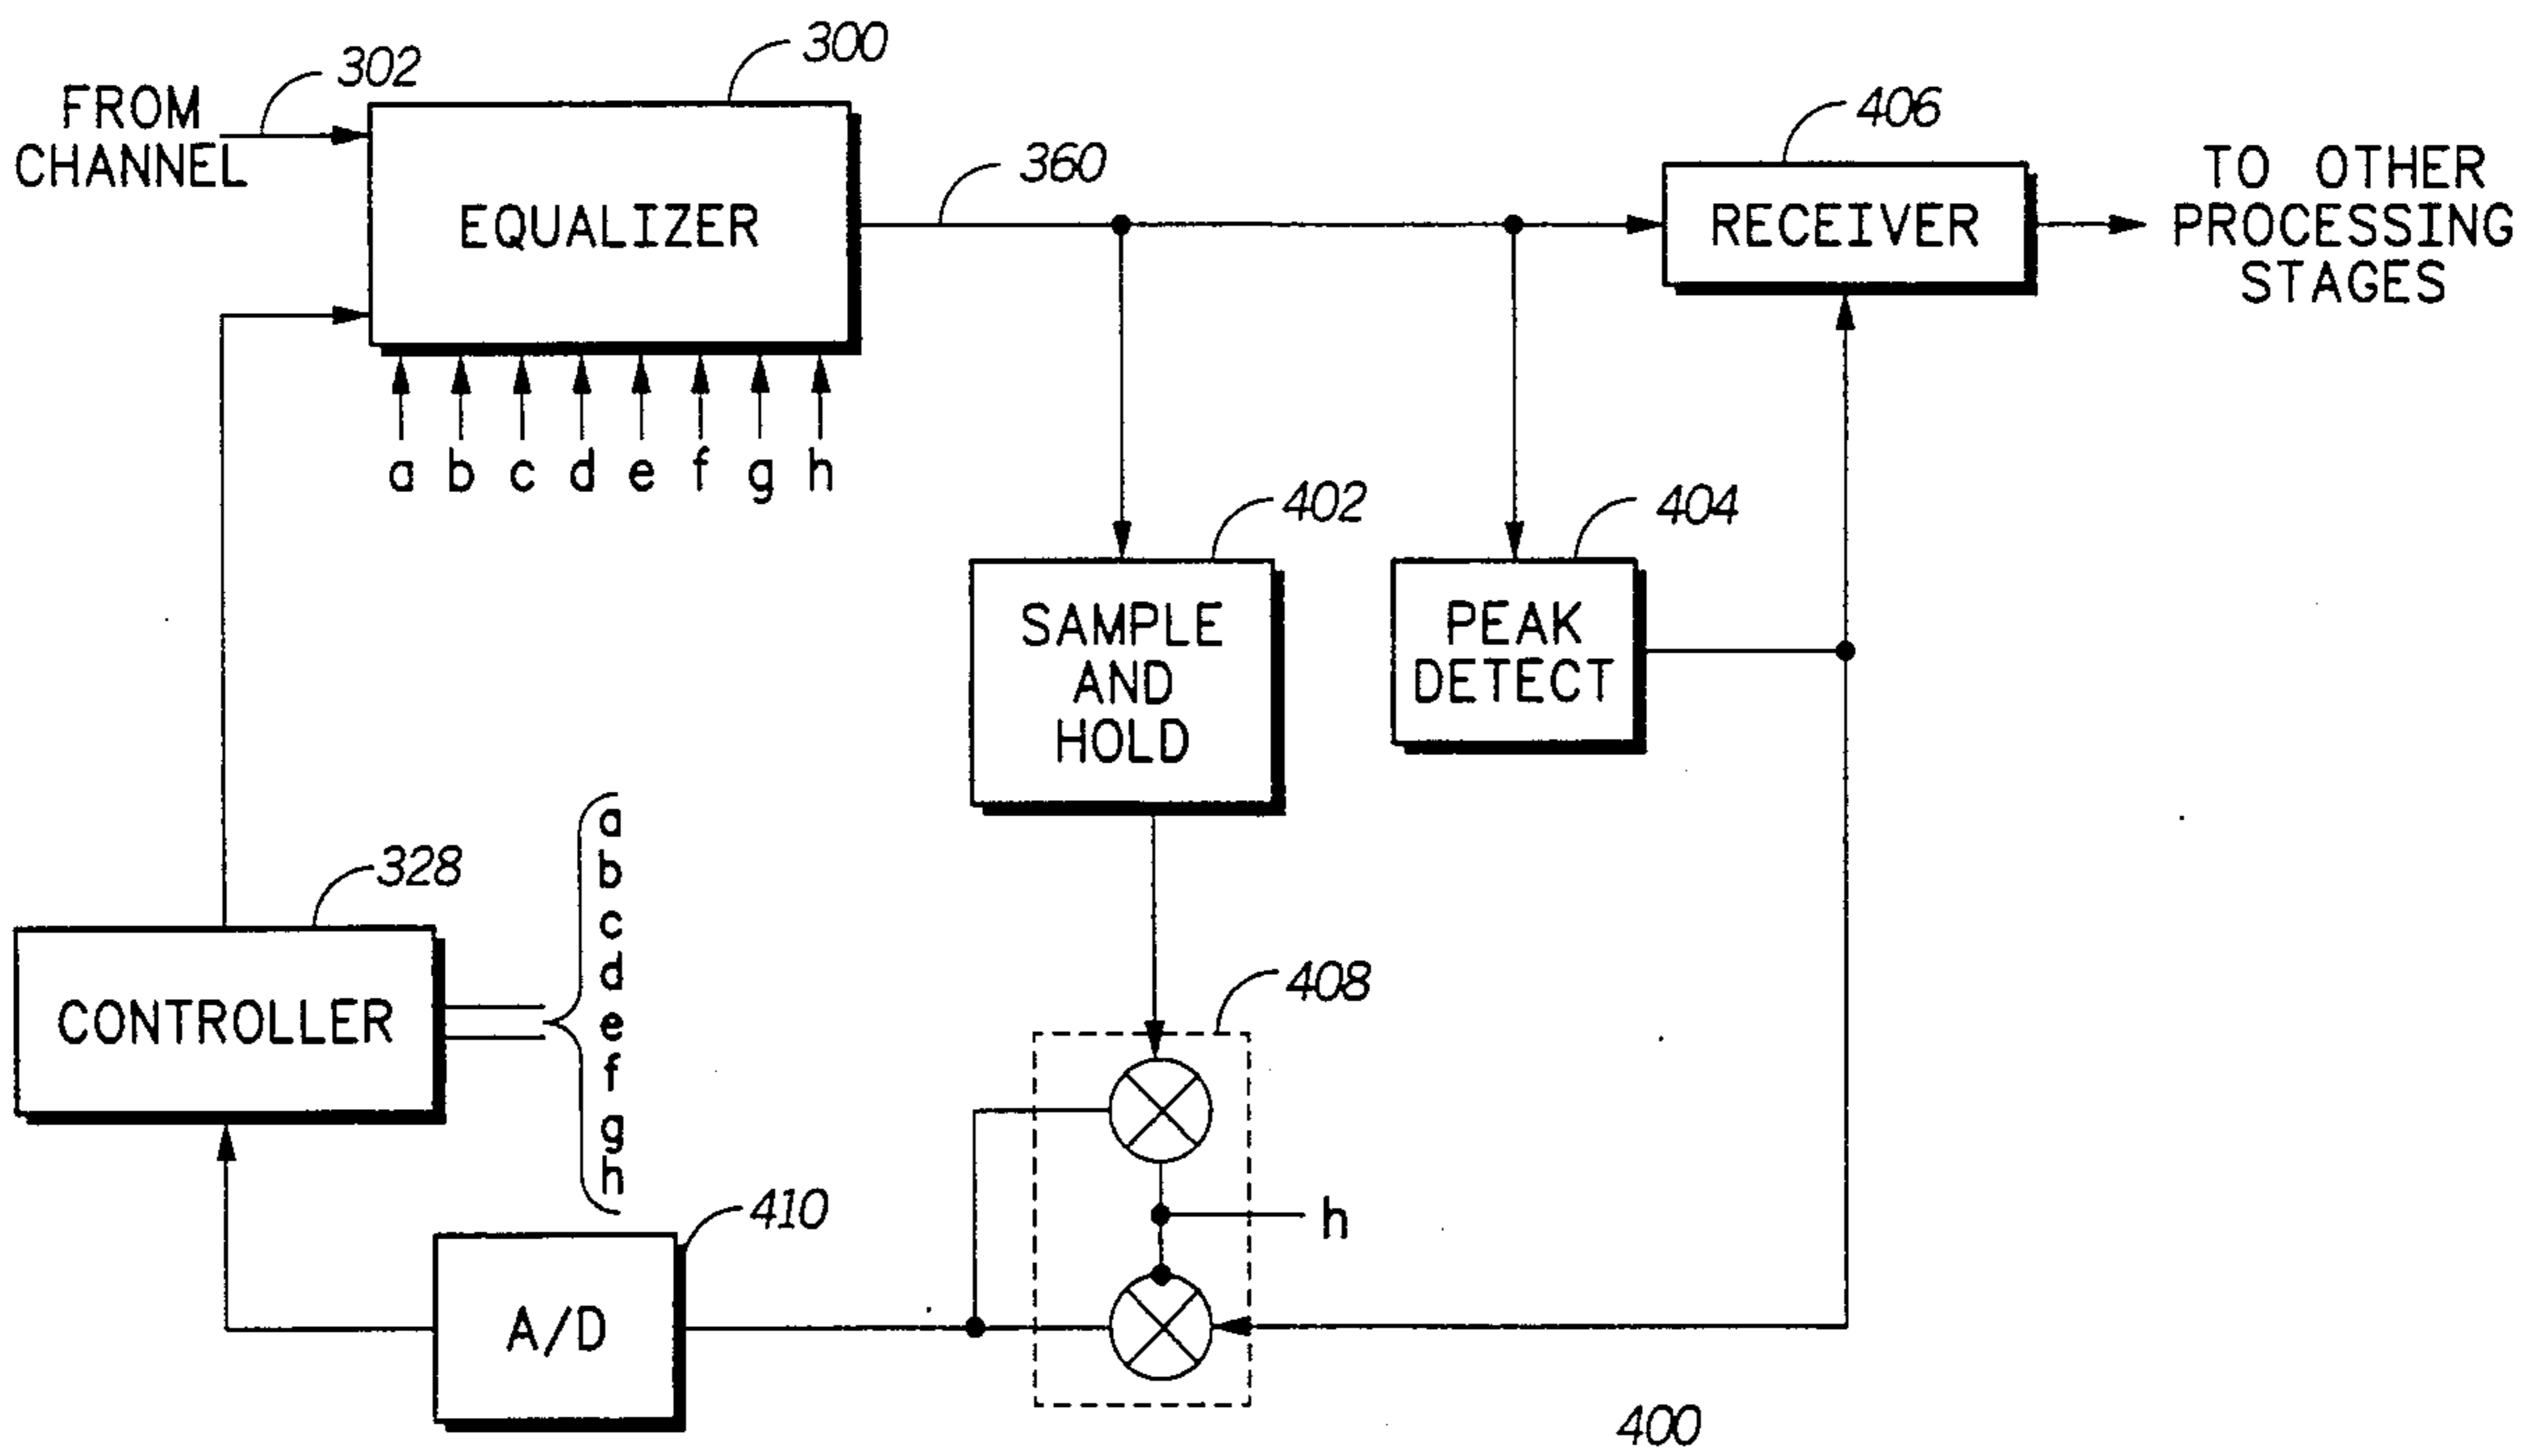 302
FROM
CHANNEL
300
EQUALIZER
360
406
RECEIVER
TO OTHER
PROCESSING
STAGES
a b c d e f g h
402
SAMPLE
AND
HOLD
404
PEAK
DETECT
328
CONTROLLER
a
b
c
d
e
f
g
h
408
h
410
A/D
400